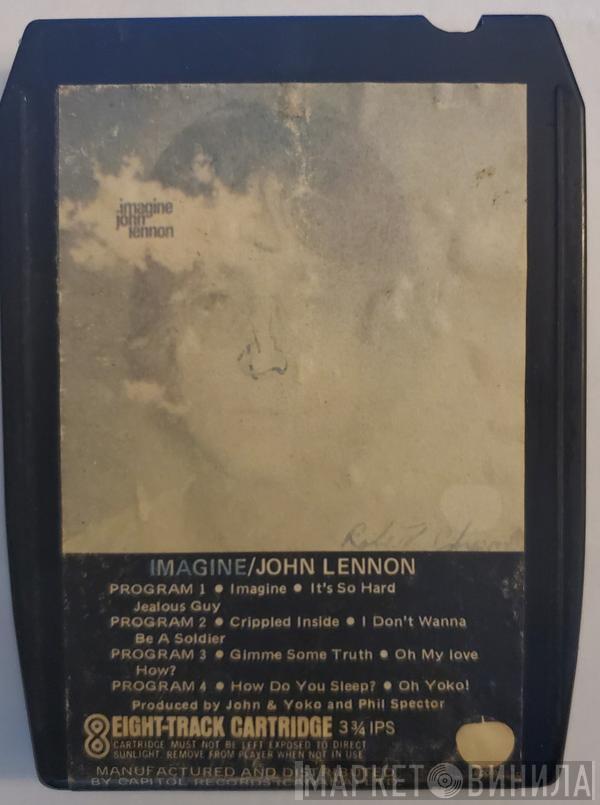 imagine
john
lennon
IMAGINE/JOHN LENNON
PROGRAM 1 • Imagine • It's So Hard
Jealous Guy
PROGRAM 2 • Crippled Inside • I Don't Wanna
Be A Soldier
PROGRAM 3 • Gimme Some Truth • Oh My love
How?
PROGRAM 4 • How Do You Sleep? • Oh Yoko!
Produced by John & Yoko and Phil Spector
8 EIGHT-TRACK CARTRIDGE 3¾ IPS
CARTRIDGE MUST NOT BE LEFT EXPOSED TO DIRECT
SUNLIGHT. REMOVE FROM PLAYER WHEN NOT IN USE
MANUFACTURED AND DISTRIBUTED
BY CAPITOL RECORDS
МАРКЕТ ВИНИЛА